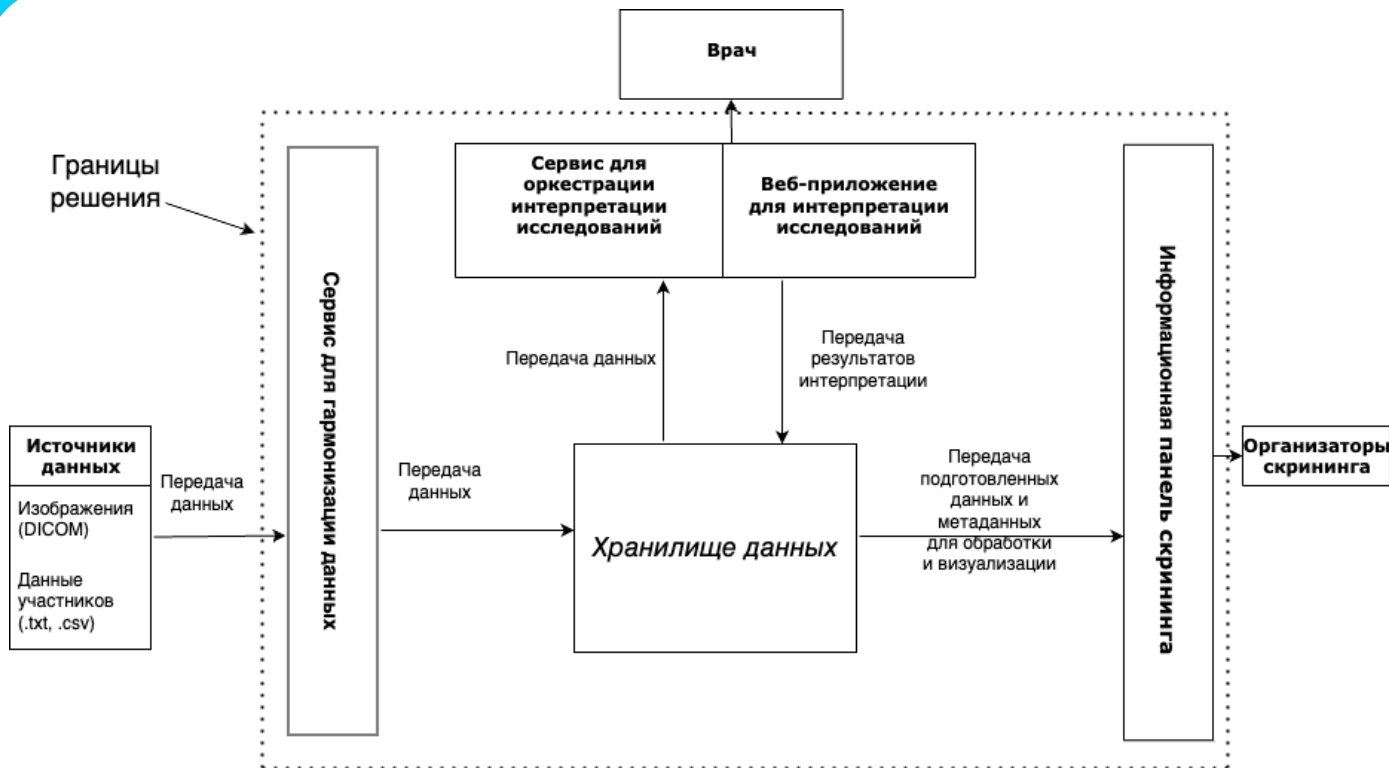 Врач
Границы
решения
Сервис для
оркестрации
интерпретации
исследований
Веб-приложение
для интерпретации
исследований
Сервис для гармонизации данных
Информационная панель скрининга
Передача данных
Передача
результатов
интерпретации
Источники
данных
Изображения
(DICOM)
Данные
участников
(.txt, .csv)
Передача
данных
Передача
данных
Хранилище данных
Передача
подготовленных
данных и
метаданных
для обработки
и визуализации
Организаторы
скрининга